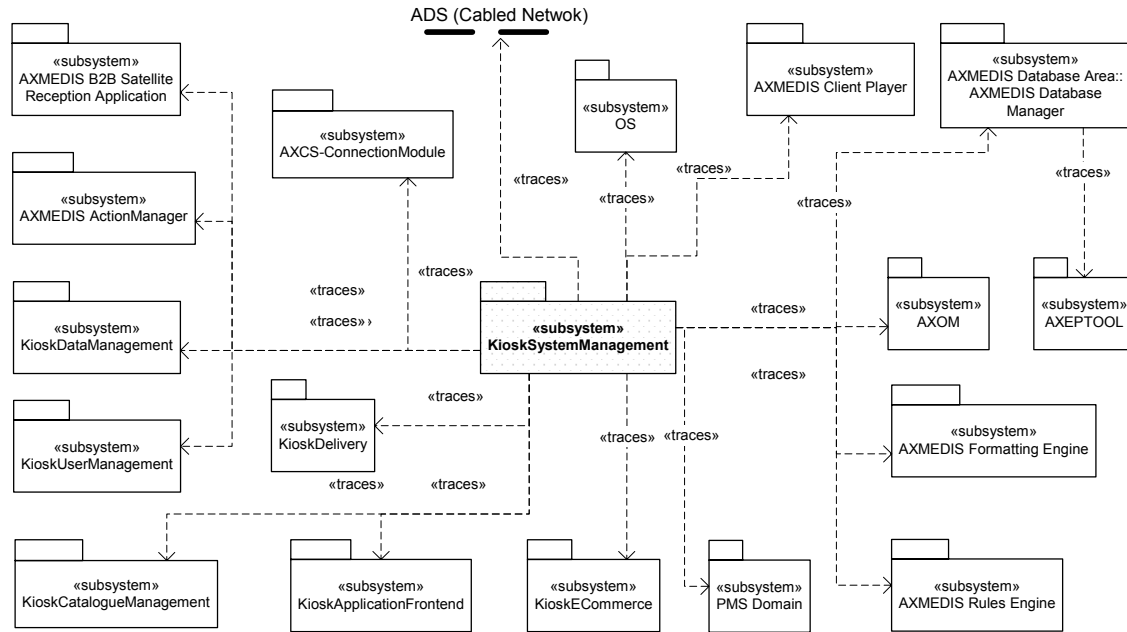 ADS (Cabled Netwok)
«subsystem»
AXMEDIS B2B Satellite
Reception Application
«subsystem»
AXCS-ConnectionModule
«subsystem»
OS
«subsystem»
AXMEDIS Client Player
«subsystem»
AXMEDIS Database Area::
AXMEDIS Database
Manager
«subsystem»
AXMEDIS ActionManager
«traces»
«traces»
«traces»
«traces»
«traces»
«traces»
«subsystem»
KioskDataManagement
«traces»
«traces»
«traces»
«subsystem»
KioskSystemManagement
«traces»
«subsystem»
AXOM
«subsystem»
AXEPTOOL
«traces»
«subsystem»
KioskUserManagement
«subsystem»
KioskDelivery
«traces»
«traces»
«traces»
«subsystem»
AXMEDIS Formatting Engine
«traces»
«traces»
«subsystem»
KioskCatalogueManagement
«subsystem»
KioskApplicationFrontend
«subsystem»
KioskECommerce
«subsystem»
PMS Domain
«subsystem»
AXMEDIS Rules Engine